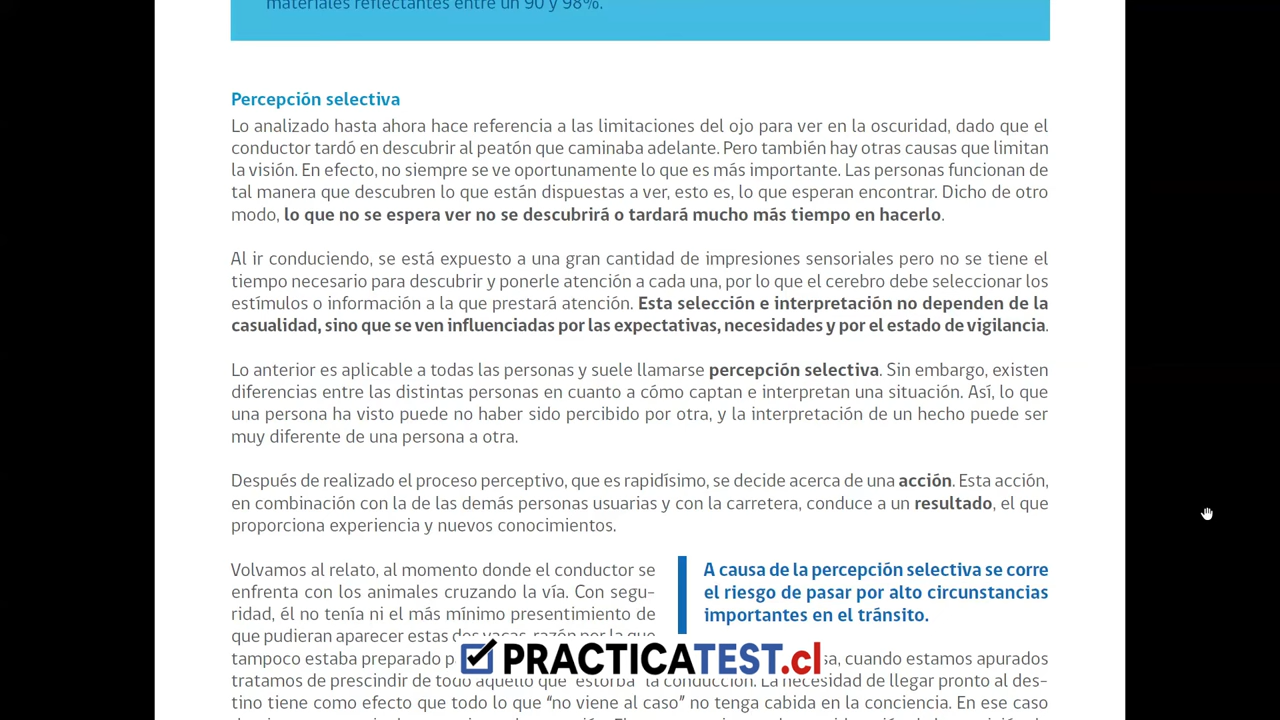 materiales reflectantes entre un 90 y 98%.
Percepción selectiva
Lo analizado hasta ahora hace referencia a las limitaciones del ojo para ver en la oscuridad, dado que el
conductor tardó en descubrir al peatón que caminaba adelante. Pero también hay otras causas que limitan
la visión. En efecto, no siempre se ve oportunamente lo que es más importante. Las personas funcionan de
tal manera que descubren lo que están dispuestas a ver, esto es, lo que esperan encontrar. Dicho de otro
modo, lo que no se espera ver no se descubrirá o tardará mucho más tiempo en hacerlo.
Al ir conduciendo, se está expuesto a una gran cantidad de impresiones sensoriales pero no se tiene el
tiempo necesario para descubrir y ponerle atención a cada una, por lo que el cerebro debe seleccionar los
estímulos o información a la que prestará atención. Esta selección e interpretación no dependen de la
casualidad, sino que se ven influenciadas por las expectativas, necesidades y por el estado de vigilancia.
Lo anterior es aplicable a todas las personas y suele llamarse percepción selectiva. Sin embargo, existen
diferencias entre las distintas personas en cuanto a cómo captan e interpretan una situación. Así, lo que
una persona ha visto puede no haber sido percibido por otra, y la interpretación de un hecho puede ser
muy diferente de una persona a otra.
Después de realizado el proceso perceptivo, que es rapidísimo, se decide acerca de una acción. Esta acción,
en combinación con la de las demás personas usuarias y con la carretera, conduce a un resultado, el que
proporciona experiencia y nuevos conocimientos.
Volvamos al relato, al momento donde el conductor se
enfrenta con los animales cruzando la vía. Con segu-
ridad, él no tenía ni el más mínimo presentimiento de
que pudieran aparecer estas dos vacas, razón por la que
A causa de la percepción selectiva se corre
el riesgo de pasar por alto circunstancias
importantes en el tránsito.
tampoco estaba preparado cuando estamos apurados
PRACTICATEST.cl
tratamos de prescindir de todo aquello que "estorba" la conducción. La necesidad de llegar pronto al des-
tino tiene como efecto que todo lo que "no viene al caso" no tenga cabida en la conciencia. En ese caso